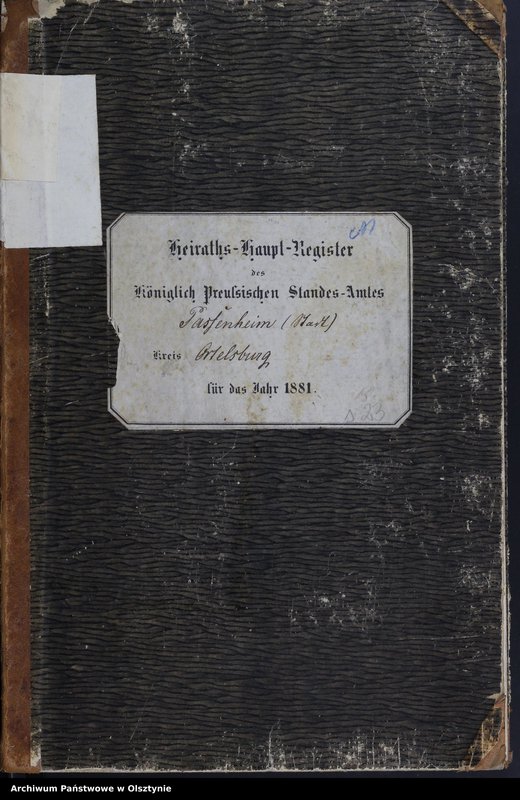 Heiraths-Haupt-Register
des
Königlich Preußischen Standes-Amtes
Passenheim (Stadt)
Kreis Ortelsburg
für das Jahr 1881.
Archiwum Państwowe w Olsztynie